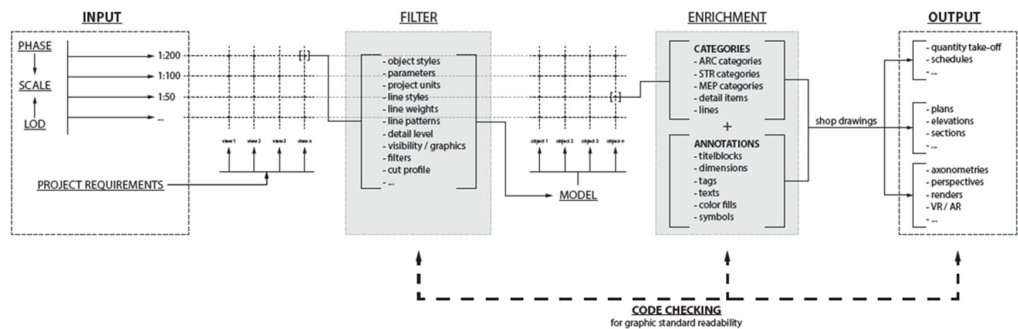 INPUT
FILTER
ENRICHMENT
OUTPUT
PHASE
SCALE
LOD
1:200
1:100
1:50
...
PROJECT REQUIREMENTS
[·]
view 1
view 2
view 3
view n
- object styles
- parameters
- project units
- line styles
- line weights
- line patterns
- detail level
- visibility / graphics
- filters
- cut profile
- ...
MODEL
[·]
object 1
object 2
object 3
object n
CATEGORIES
- ARC categories
- STR categories
- MEP categories
- detail items
- lines
+
ANNOTATIONS
- titelblocks
- dimensions
- tags
- texts
- color fills
- symbols
shop drawings
- quantity take-off
- schedules
- ...
- plans
- elevations
- sections
- ...
- axonometries
- perspectives
- renders
- VR / AR
- ...
CODE CHECKING
for graphic standard readability